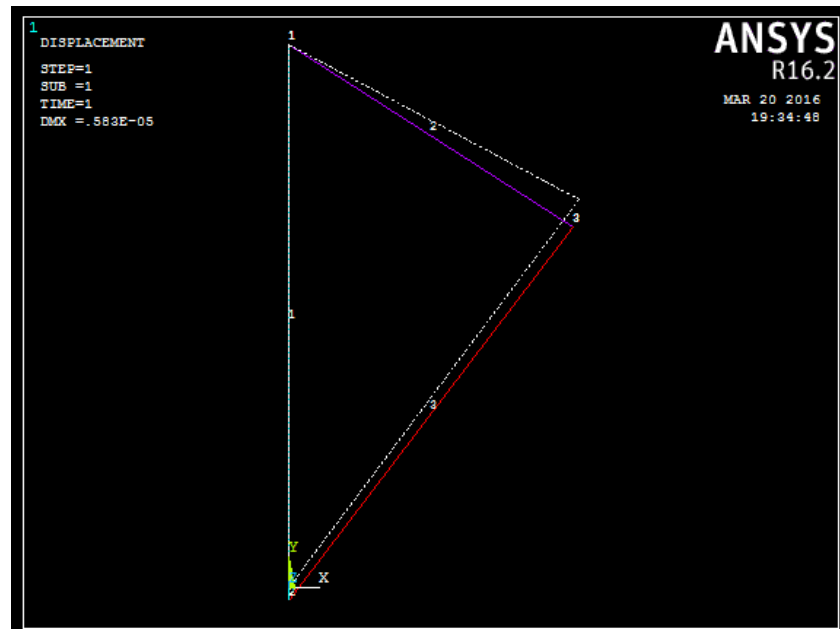 1
DISPLACEMENT
STEP=1
SUB =1
TIME=1
DMX =.583E-05
ANSYS
R16.2
MAR 20 2016
19:34:48
1
2
3
1
3
Y
X
2